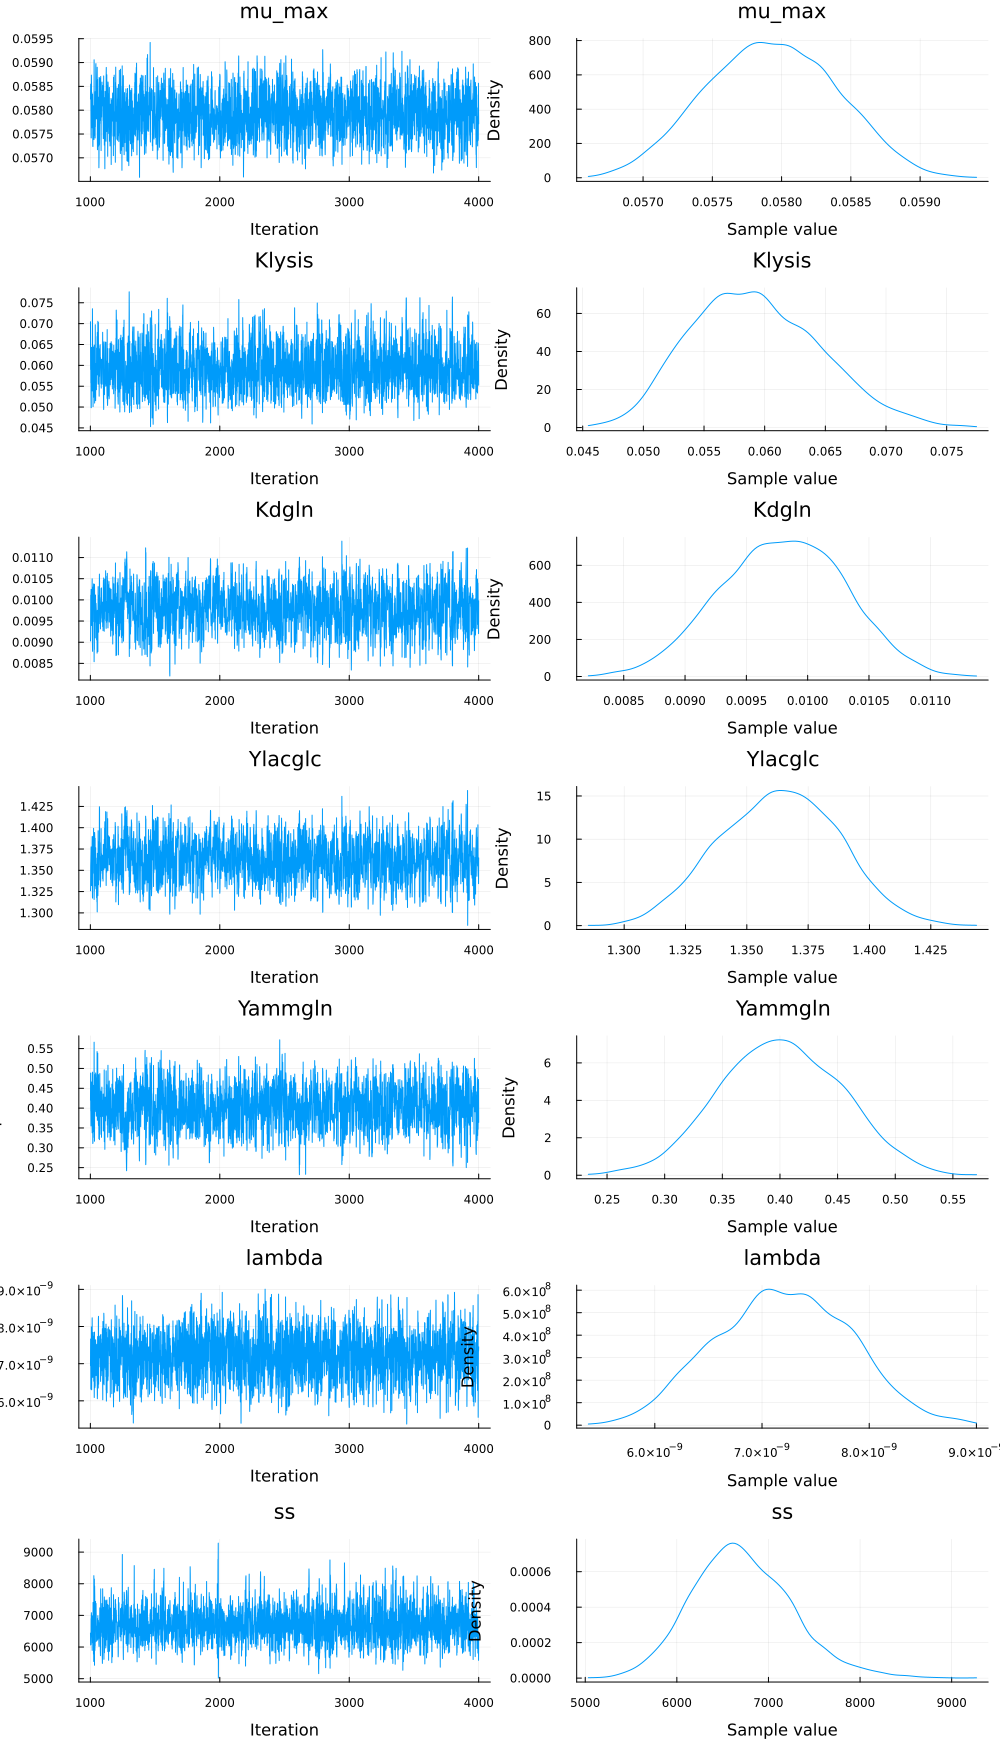 mu_max mu_max
0.0595
0.0590
0.0585
0.0580
0.0575
0.0570
1000 2000 3000 4000
Iteration
Density
800
600
400
200
0
0.0570 0.0575 0.0580 0.0585 0.0590
Sample value
Klysis Klysis
0.075
0.070
0.065
0.060
0.055
0.050
0.045
1000 2000 3000 4000
Iteration
Density
60
40
20
0
0.045 0.050 0.055 0.060 0.065 0.070 0.075
Sample value
Kdgln Kdgln
0.0110
0.0105
0.0100
0.0095
0.0090
0.0085
1000 2000 3000 4000
Iteration
Density
600
400
200
0
0.0085 0.0090 0.0095 0.0100 0.0105 0.0110
Sample value
Ylacglc Ylacglc
1.425
1.400
1.375
1.350
1.325
1.300
1000 2000 3000 4000
Iteration
Density
15
10
5
0
1.300 1.325 1.350 1.375 1.400 1.425
Sample value
Yammgln Yammgln
0.55
0.50
0.45
0.40
0.35
0.30
0.25
1000 2000 3000 4000
Iteration
Density
6
4
2
0
0.25 0.30 0.35 0.40 0.45 0.50 0.55
Sample value
lambda lambda
9.0×10⁻⁹
8.0×10⁻⁹
7.0×10⁻⁹
1000 2000 3000 4000
Iteration
Density
6.0×10⁸
5.0×10⁸
4.0×10⁸
3.0×10⁸
2.0×10⁸
1.0×10⁸
0
6.0×10⁻⁹ 7.0×10⁻⁹ 8.0×10⁻⁹ 9.0×10⁻⁹
Sample value
ss ss
9000
8000
7000
6000
5000
1000 2000 3000 4000
Iteration
Density
0.0006
0.0004
0.0002
0.0000
5000 6000 7000 8000 9000
Sample value